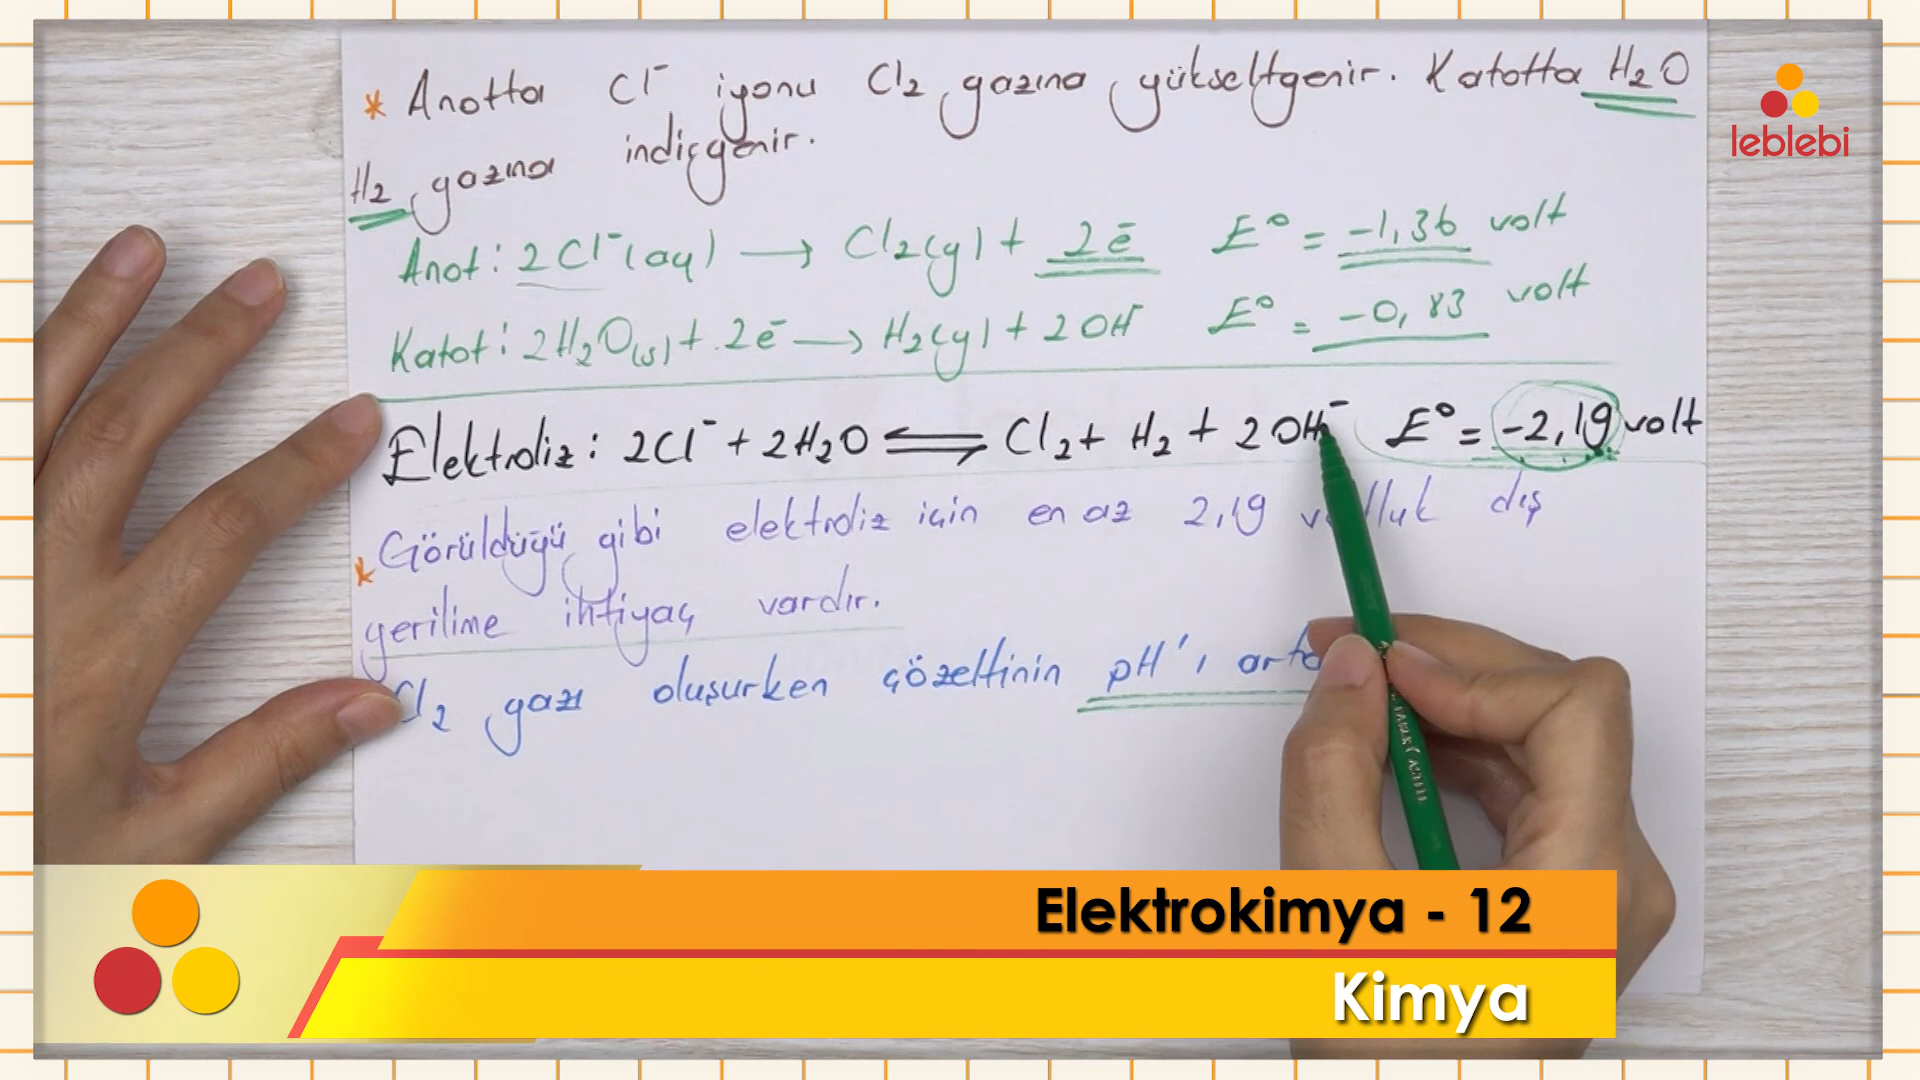 * Anotta Cl⁻ iyonu Cl₂ gazına yükseltgenir. Katotta H₂O
H₂ gazına indirgenir.
Anot: 2Cl⁻(aq) → Cl₂(g) + 2ē E° = -1,36 volt
Katot: 2H₂O(s) + 2ē → H₂(g) + 2OH⁻ E° = -0,83 volt
Elektroliz: 2Cl⁻ + 2H₂O ⇌ Cl₂ + H₂ + 2OH⁻ E° = -2,19 volt
* Görüldüğü gibi elektroliz için en az 2,19 dış
gerilime ihtiyaç vardır.
Cl₂ gazı oluşurken çözeltinin pH'ı
leblebi
Elektrokimya - 12
Kimya